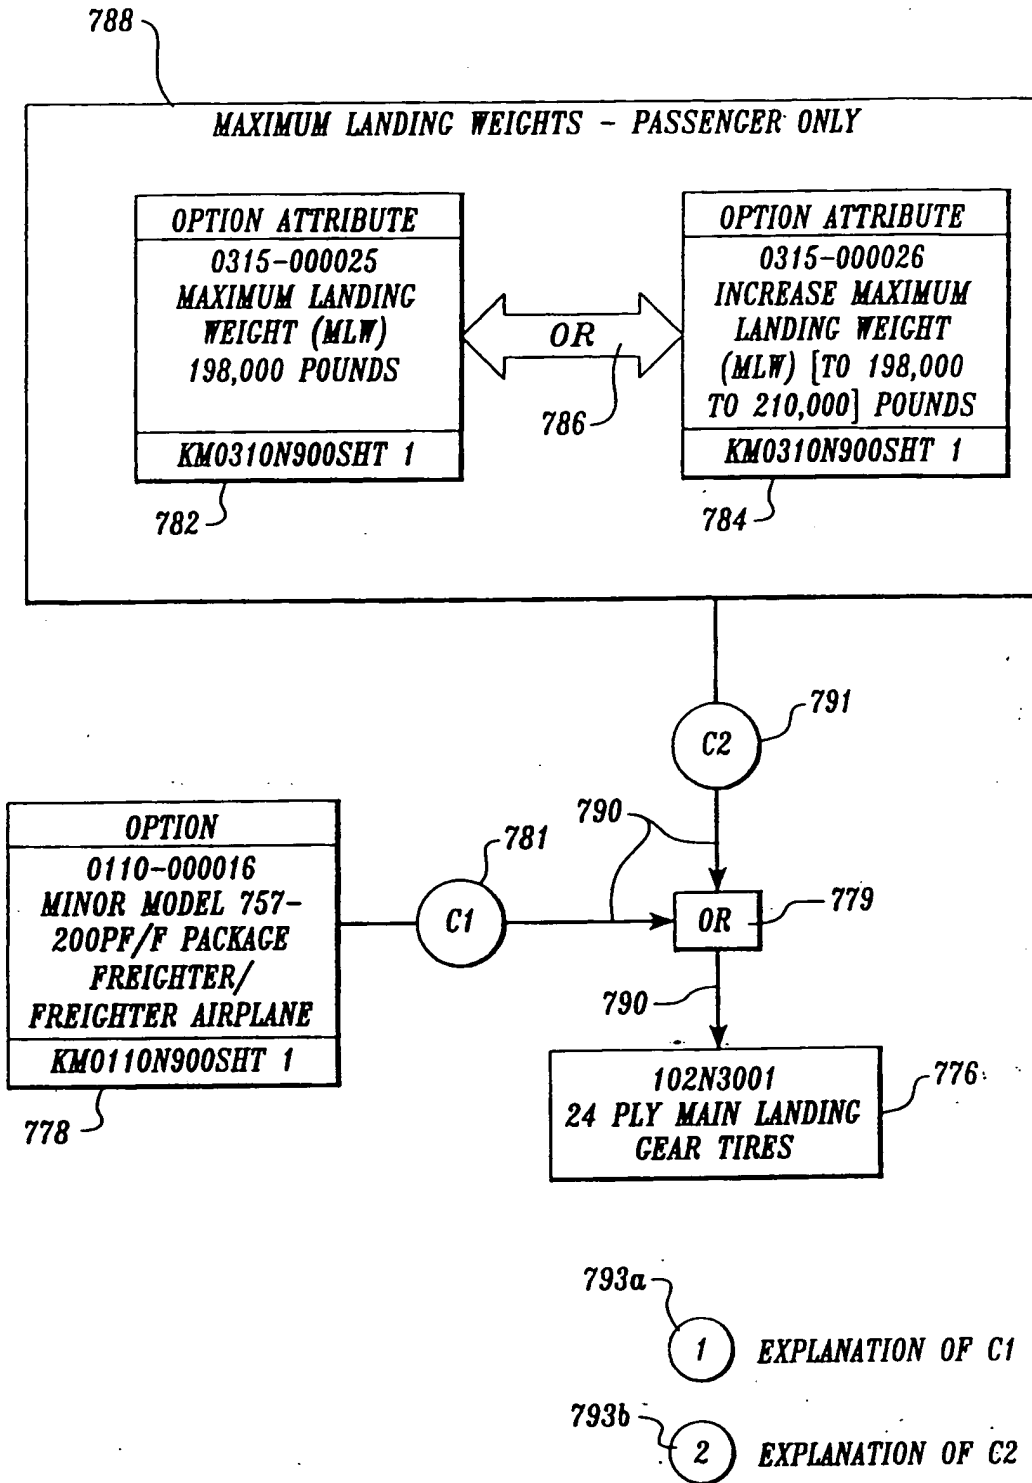 788
MAXIMUM LANDING WEIGHTS - PASSENGER ONLY
OPTION ATTRIBUTE
0315-000025
MAXIMUM LANDING
WEIGHT (MLW)
198,000 POUNDS
KM0310N900SHT 1
782
OR
786
OPTION ATTRIBUTE
0315-000026
INCREASE MAXIMUM
LANDING WEIGHT
(MLW) [TO 198,000
TO 210,000] POUNDS
KM0310N900SHT 1
784
C2
791
OPTION
0110-000016
MINOR MODEL 757-
200PF/F PACKAGE
FREIGHTER/
FREIGHTER AIRPLANE
KM0110N900SHT 1
778
C1
781
790
OR
779
790
102N3001
24 PLY MAIN LANDING
GEAR TIRES
776
793a
1 EXPLANATION OF C1
793b
2 EXPLANATION OF C2